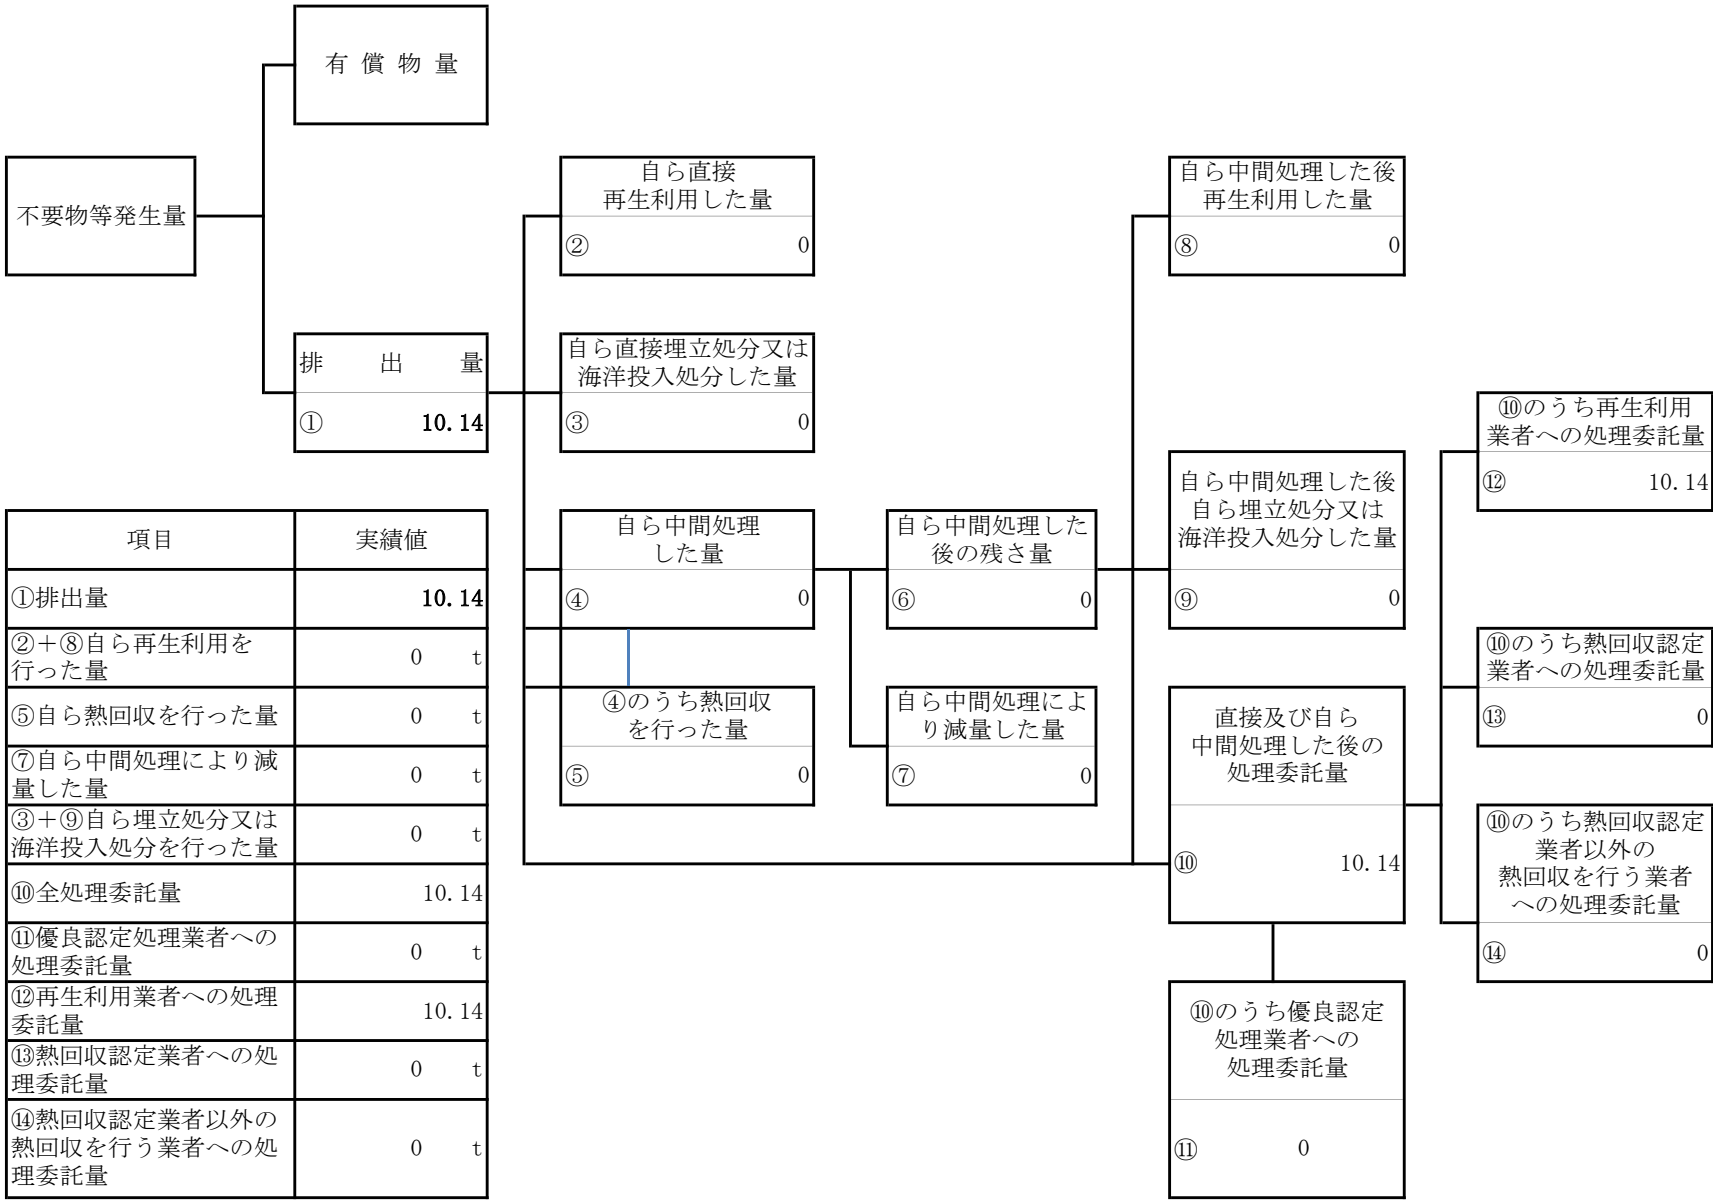 有償物量
不要物等発生量
排出量
① 10.14
自ら直接
再生利用した量
② 0
自ら直接埋立処分又は
海洋投入処分した量
③ 0
自ら中間処理
した量
④ 0
④のうち熱回収
を行った量
⑤ 0
自ら中間処理した
後の残さ量
⑥ 0
自ら中間処理によ
り減量した量
⑦ 0
自ら中間処理した後
再生利用した量
⑧ 0
自ら中間処理した後
自ら埋立処分又は
海洋投入処分した量
⑨ 0
直接及び自ら
中間処理した後の
処理委託量
⑩ 10.14
⑩のうち優良認定
処理業者への
処理委託量
⑪ 0
⑩のうち再生利用
業者への処理委託量
⑫ 10.14
⑩のうち熱回収認定
業者への処理委託量
⑬ 0
⑩のうち熱回収認定
業者以外の
熱回収を行う業者
への処理委託量
⑭ 0
項目 実績値
①排出量 10.14
②＋⑧自ら再生利用を
行った量 0 t
⑤自ら熱回収を行った量 0 t
⑦自ら中間処理により減
量した量 0 t
③＋⑨自ら埋立処分又は
海洋投入処分を行った量 0 t
⑩全処理委託量 10.14
⑪優良認定処理業者への
処理委託量 0 t
⑫再生利用業者への処理
委託量 10.14
⑬熱回収認定業者への処
理委託量 0 t
⑭熱回収認定業者以外の
熱回収を行う業者への処
理委託量 0 t